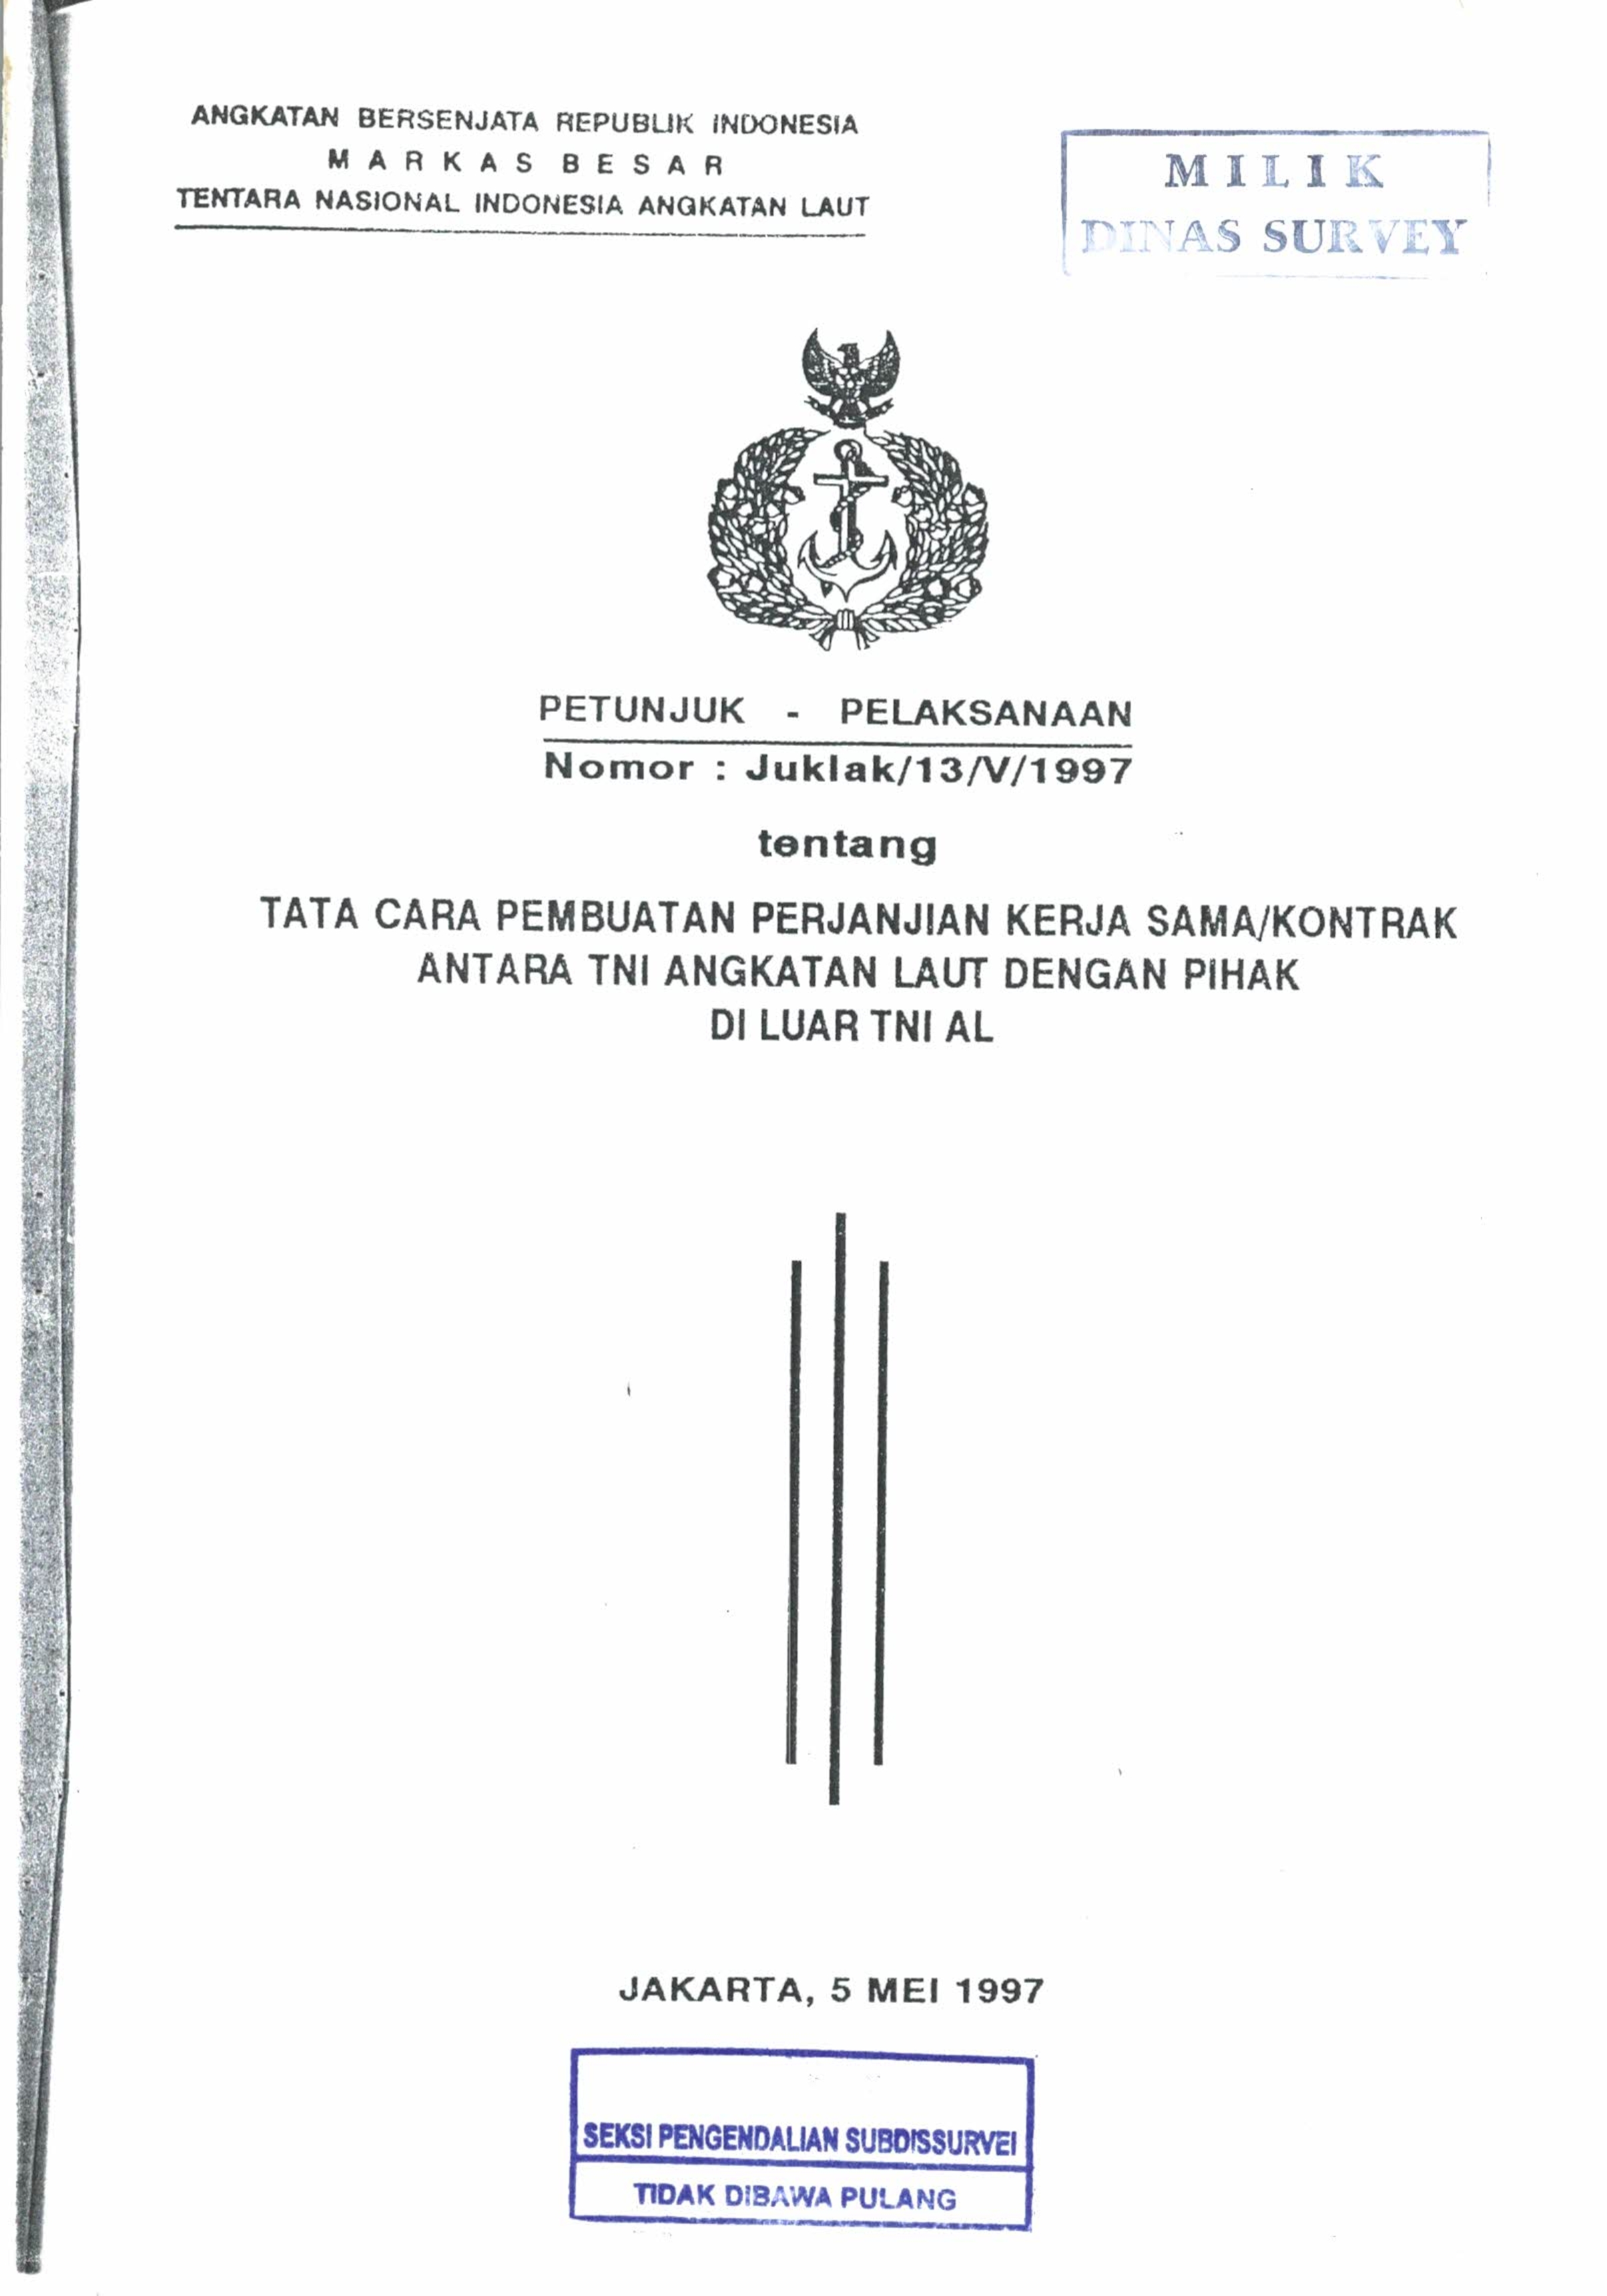 ANGKATAN BERSENJATA REPUBLIK INDONESIA
M A R K A S B E S A R
TENTARA NASIONAL INDONESIA ANGKATAN LAUT
M I L I K
DINAS SURVEY
PETUNJUK - PELAKSANAAN
Nomor : Juklak/13/V/1997
tentang
TATA CARA PEMBUATAN PERJANJIAN KERJA SAMA/KONTRAK
ANTARA TNI ANGKATAN LAUT DENGAN PIHAK
DI LUAR TNI AL
JAKARTA, 5 MEI 1997
SEKSI PENGENDALIAN SUBDISSURVEI
TIDAK DIBAWA PULANG